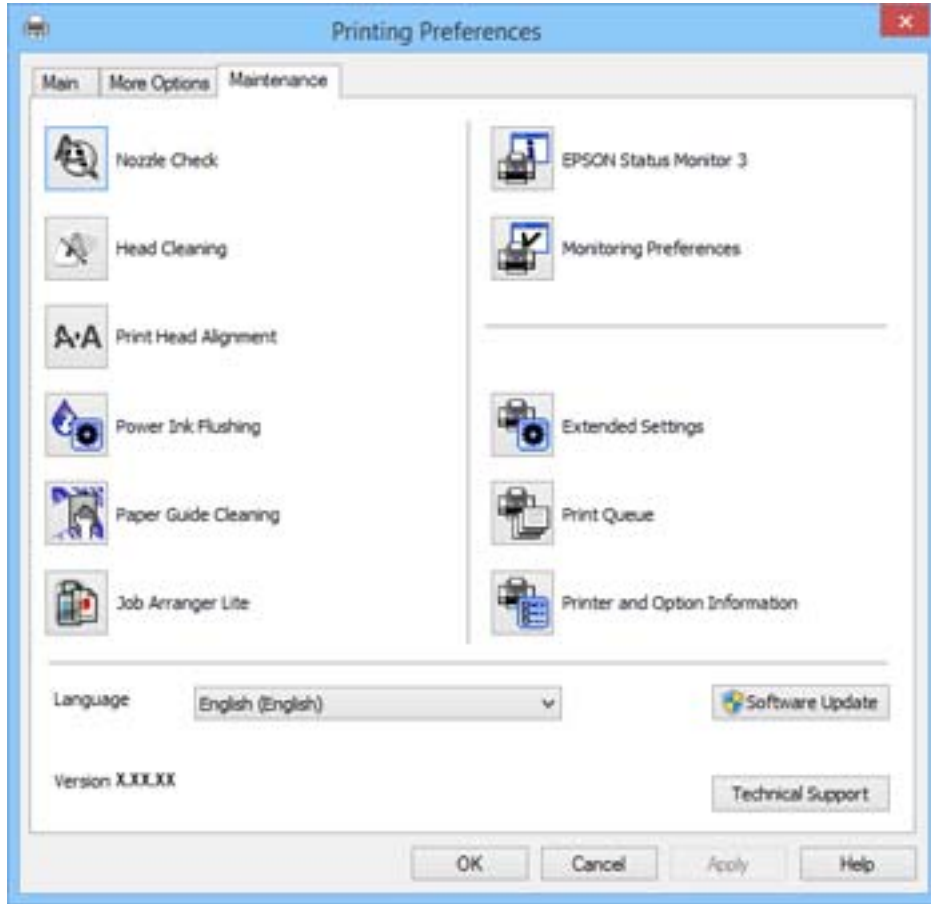 Printing Preferences
Main
More Options
Maintenance
Nozzle Check
Head Cleaning
A·A
Print Head Alignment
Power Ink Flushing
Paper Guide Cleaning
Job Arranger Lite
EPSON Status Monitor 3
Monitoring Preferences
Extended Settings
Print Queue
Printer and Option Information
Language
English (English)
Software Update
Version X.XX.XX
Technical Support
OK
Cancel
Apply
Help